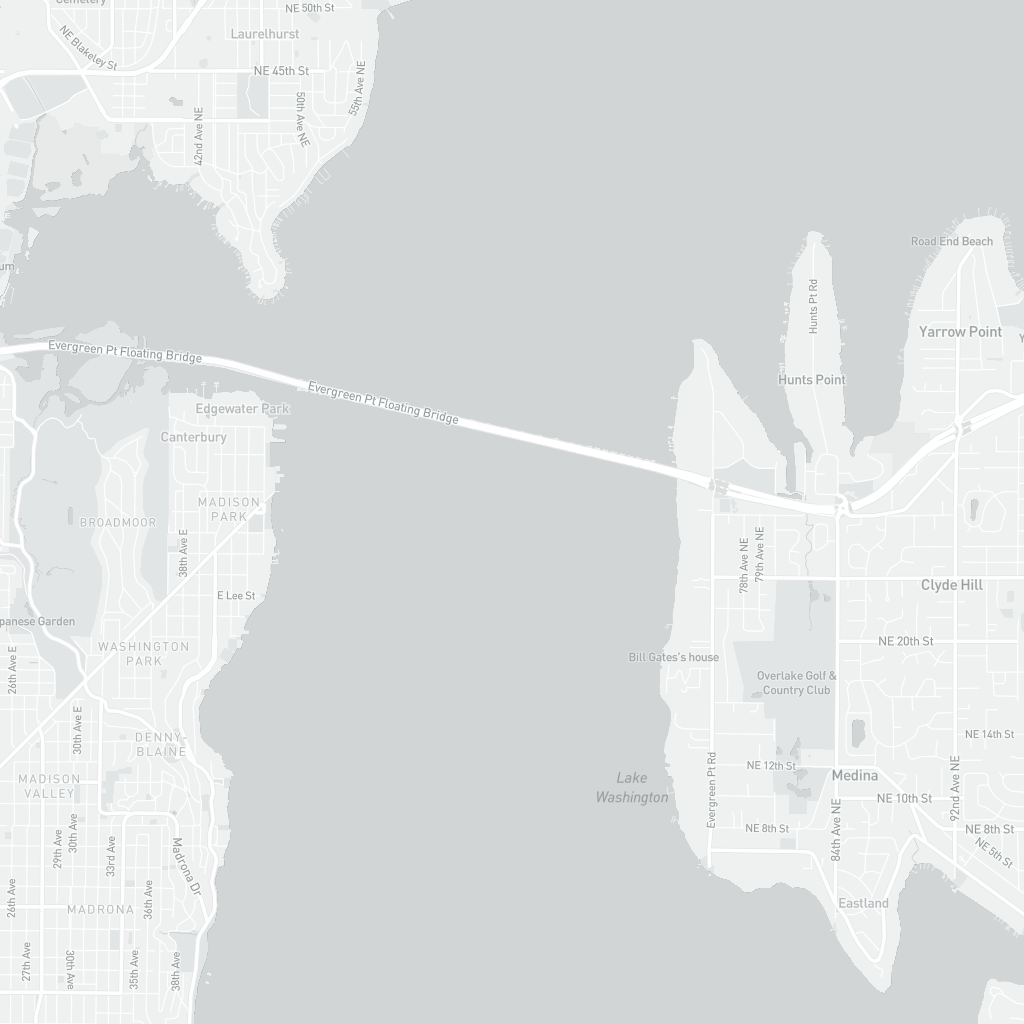 Cemetery
NE 50th St
NE Blakeley St
Laurelhurst
NE 45th St
55th Ave NE
50th Ave NE
42nd Ave NE
Road End Beach
Hunts Pt Rd
Yarrow Point
Evergreen Pt Floating Bridge
Evergreen Pt Floating Bridge
Hunts Point
Edgewater Park
Canterbury
MADISON
PARK
BROADMOOR
38th Ave E
78th Ave NE
79th Ave NE
Clyde Hill
E Lee St
panese Garden
NE 20th St
WASHINGTON
PARK
26th Ave E
Bill Gates's house
Overlake Golf &
Country Club
30th Ave E
DENNY-
BLAINE
NE 14th St
MADISON
VALLEY
Lake
Washington
NE 12th St
Medina
Evergreen Pt Rd
92nd Ave NE
NE 10th St
NE 8th St
84th Ave NE
NE 8th St
NE 5th St
29th Ave
30th Ave
33rd Ave
Madrona Dr
26th Ave
36th Ave
MADRONA
Eastland
27th Ave
30th Ave
35th Ave
38th Ave